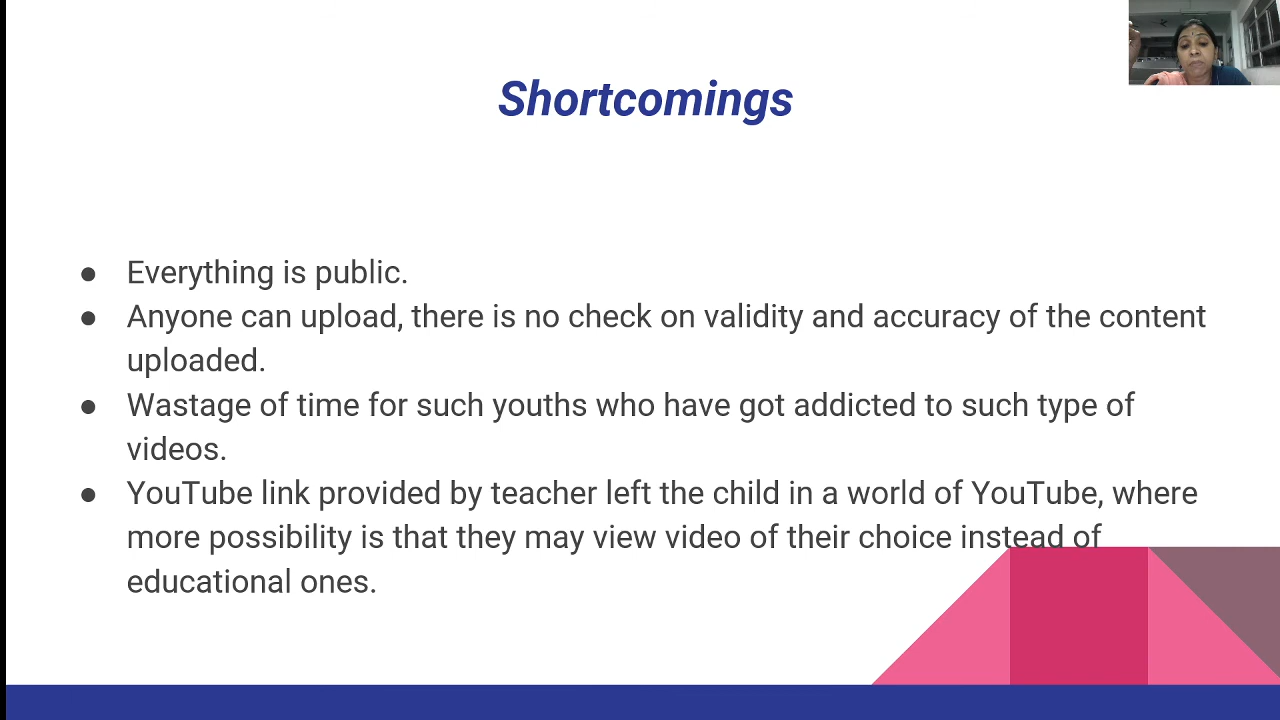 Shortcomings
● Everything is public.
● Anyone can upload, there is no check on validity and accuracy of the content
uploaded.
● Wastage of time for such youths who have got addicted to such type of
videos.
● YouTube link provided by teacher left the child in a world of YouTube, where
more possibility is that they may view video of their choice instead of
educational ones.